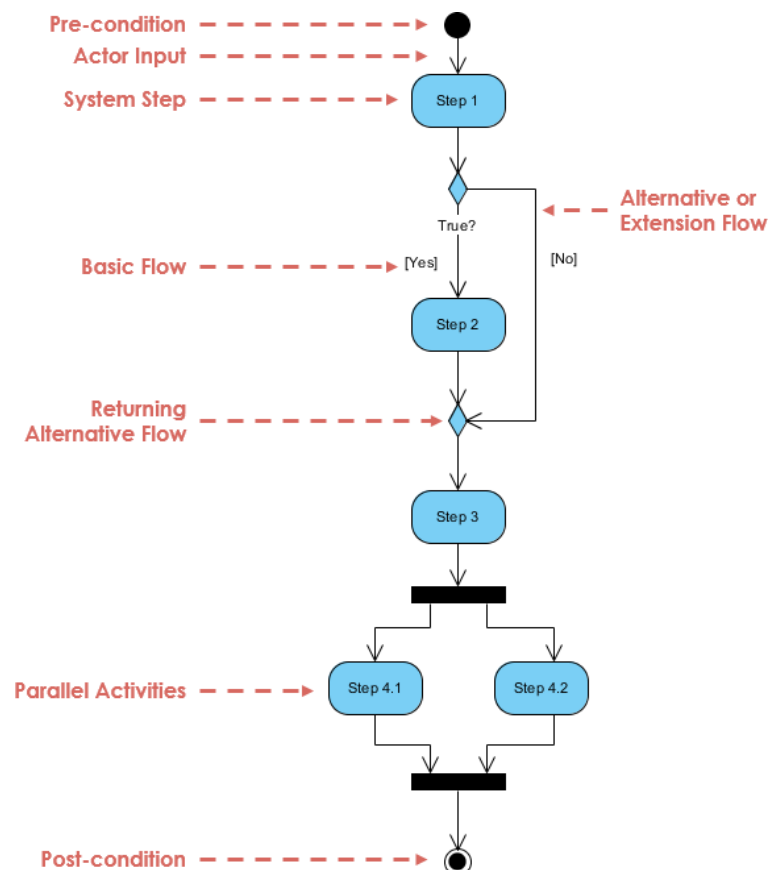 Pre-condition
Actor Input
System Step
Step 1
Alternative or
Extension Flow
True?
Basic Flow
[Yes]
[No]
Step 2
Returning
Alternative Flow
Step 3
Parallel Activities
Step 4.1
Step 4.2
Post-condition